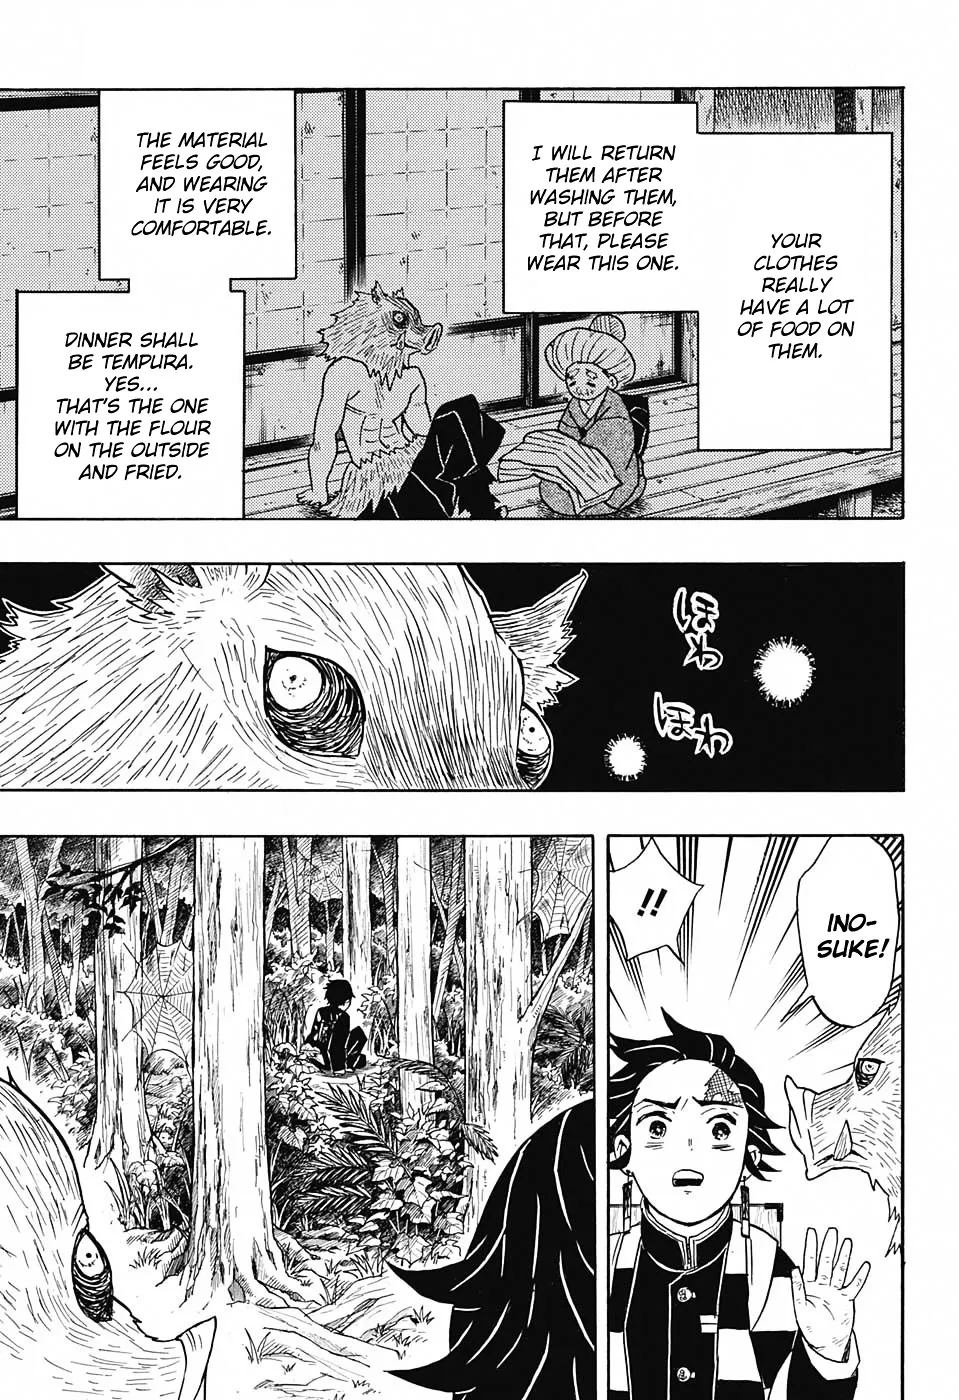 YOUR
CLOTHES
REALLY
HAVE A LOT
OF FOOD ON
THEM.
I WILL RETURN
THEM AFTER
WASHING THEM,
BUT BEFORE
THAT, PLEASE
WEAR THIS ONE.
THE MATERIAL
FEELS GOOD,
AND WEARING
IT IS VERY
COMFORTABLE.
DINNER SHALL
BE TEMPURA.
YES...
THAT'S THE ONE
WITH THE FLOUR
ON THE OUTSIDE
AND FRIED.
ほわ
ほわ
INO-
SUKE!
!!